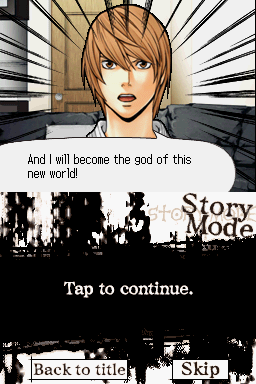 And I will become the god of this
new world!
Story
Mode
Tap to continue.
Back to title
Skip